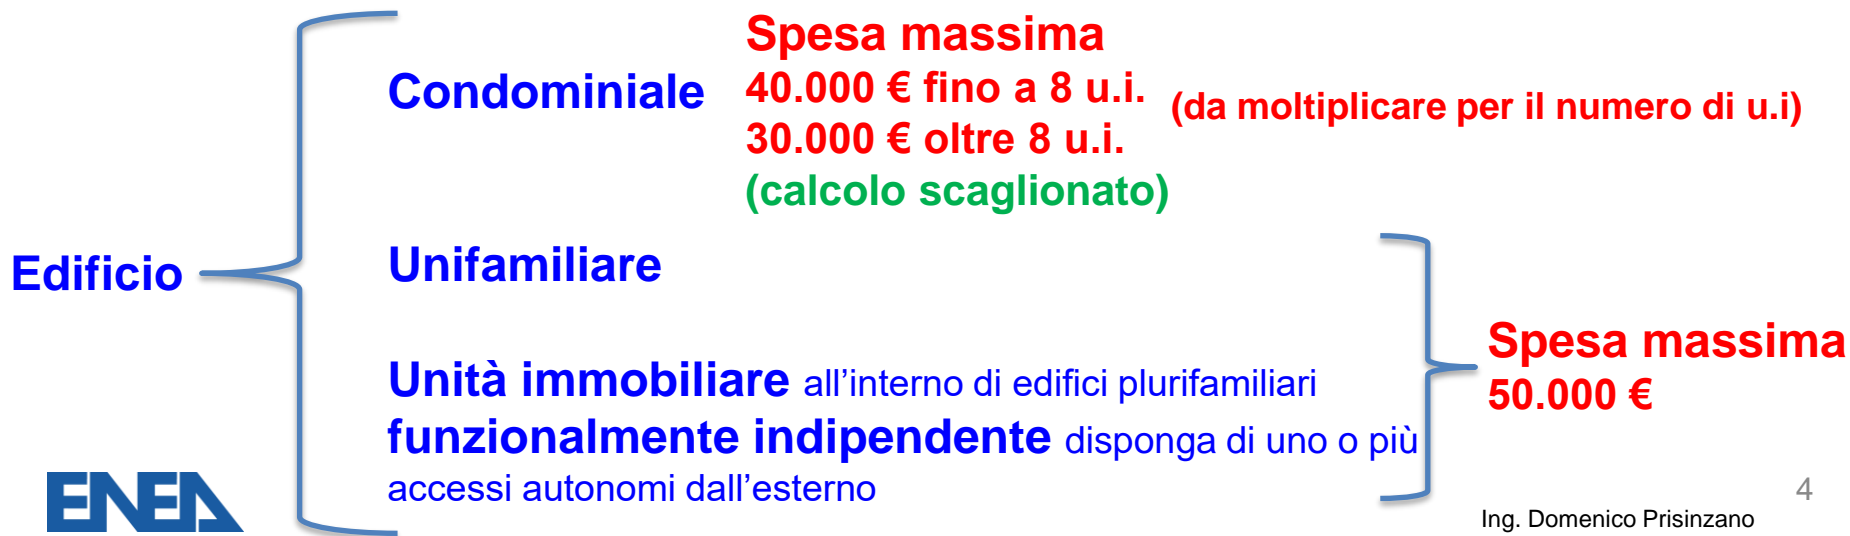 Edificio
Condominiale
Spesa massima
40.000 € fino a 8 u.i.
30.000 € oltre 8 u.i.
(calcolo scaglionato)
(da moltiplicare per il numero di u.i)
Unifamiliare
Unità immobiliare all’interno di edifici plurifamiliari
funzionalmente indipendente disponga di uno o più
accessi autonomi dall’esterno
Spesa massima
50.000 €
ENEA
4
Ing. Domenico Prisinzano